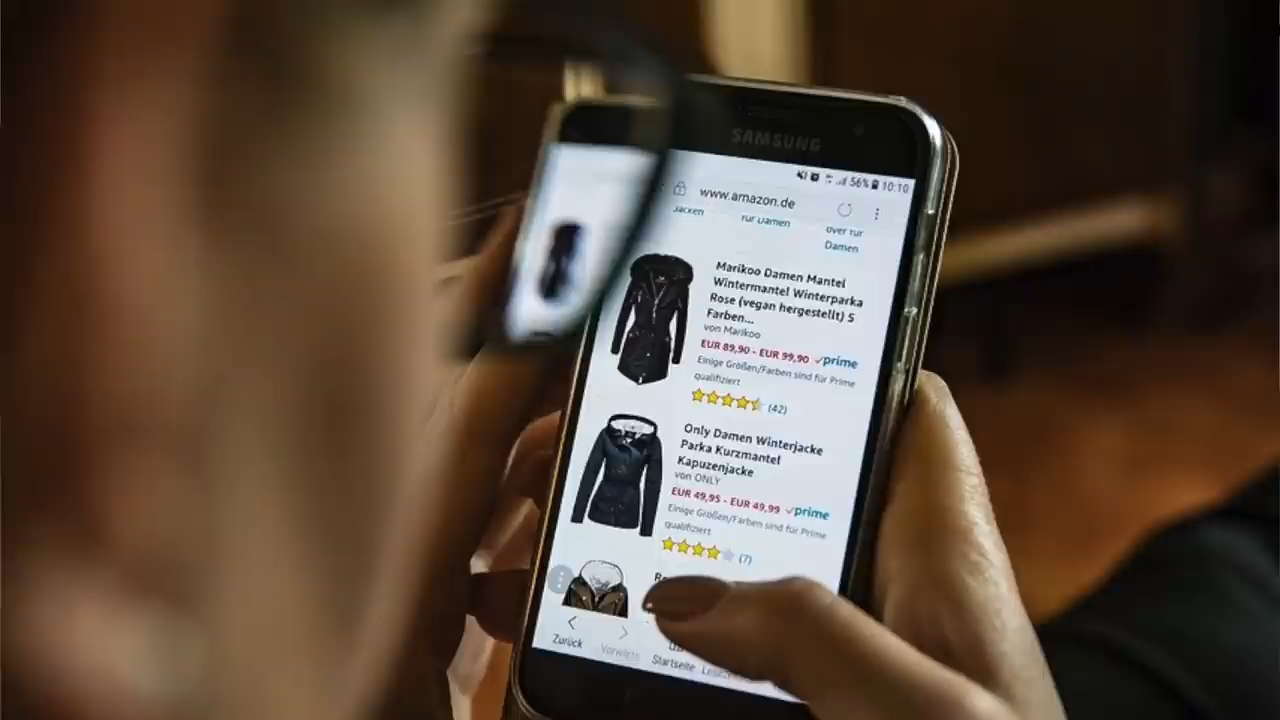 SAMSUNG
56% 10:10
www.amazon.de
Jacken
für Damen
over für
Damen
Marikoo Damen Mantel
Wintermantel Winterparka
Rose (vegan hergestellt) 5
Farben...
von Marikoo
EUR 89,90 - EUR 99,90 prime
Einige Größen/Farben sind für Prime
qualifiziert
(42)
Only Damen Winterjacke
Parka Kurzmantel
Kapuzenjacke
von ONLY
EUR 49,95 - EUR 49,99 prime
Einige Größen/Farben sind für Prime
qualifiziert
(7)
Zurück Vorwärts Startseite